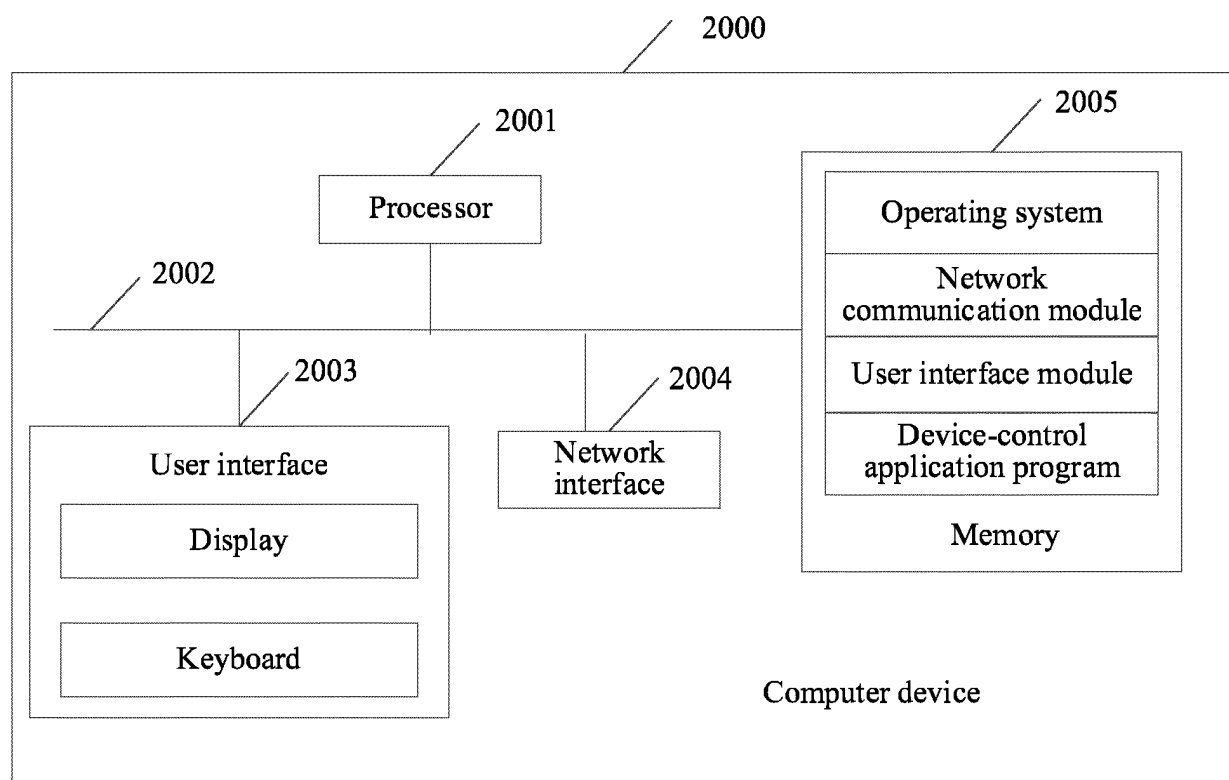 2000
2001
2005
Processor
Operating system
2002
Network
communication module
2003
2004
User interface module
User interface
Network
interface
Device-control
application program
Display
Memory
Keyboard
Computer device